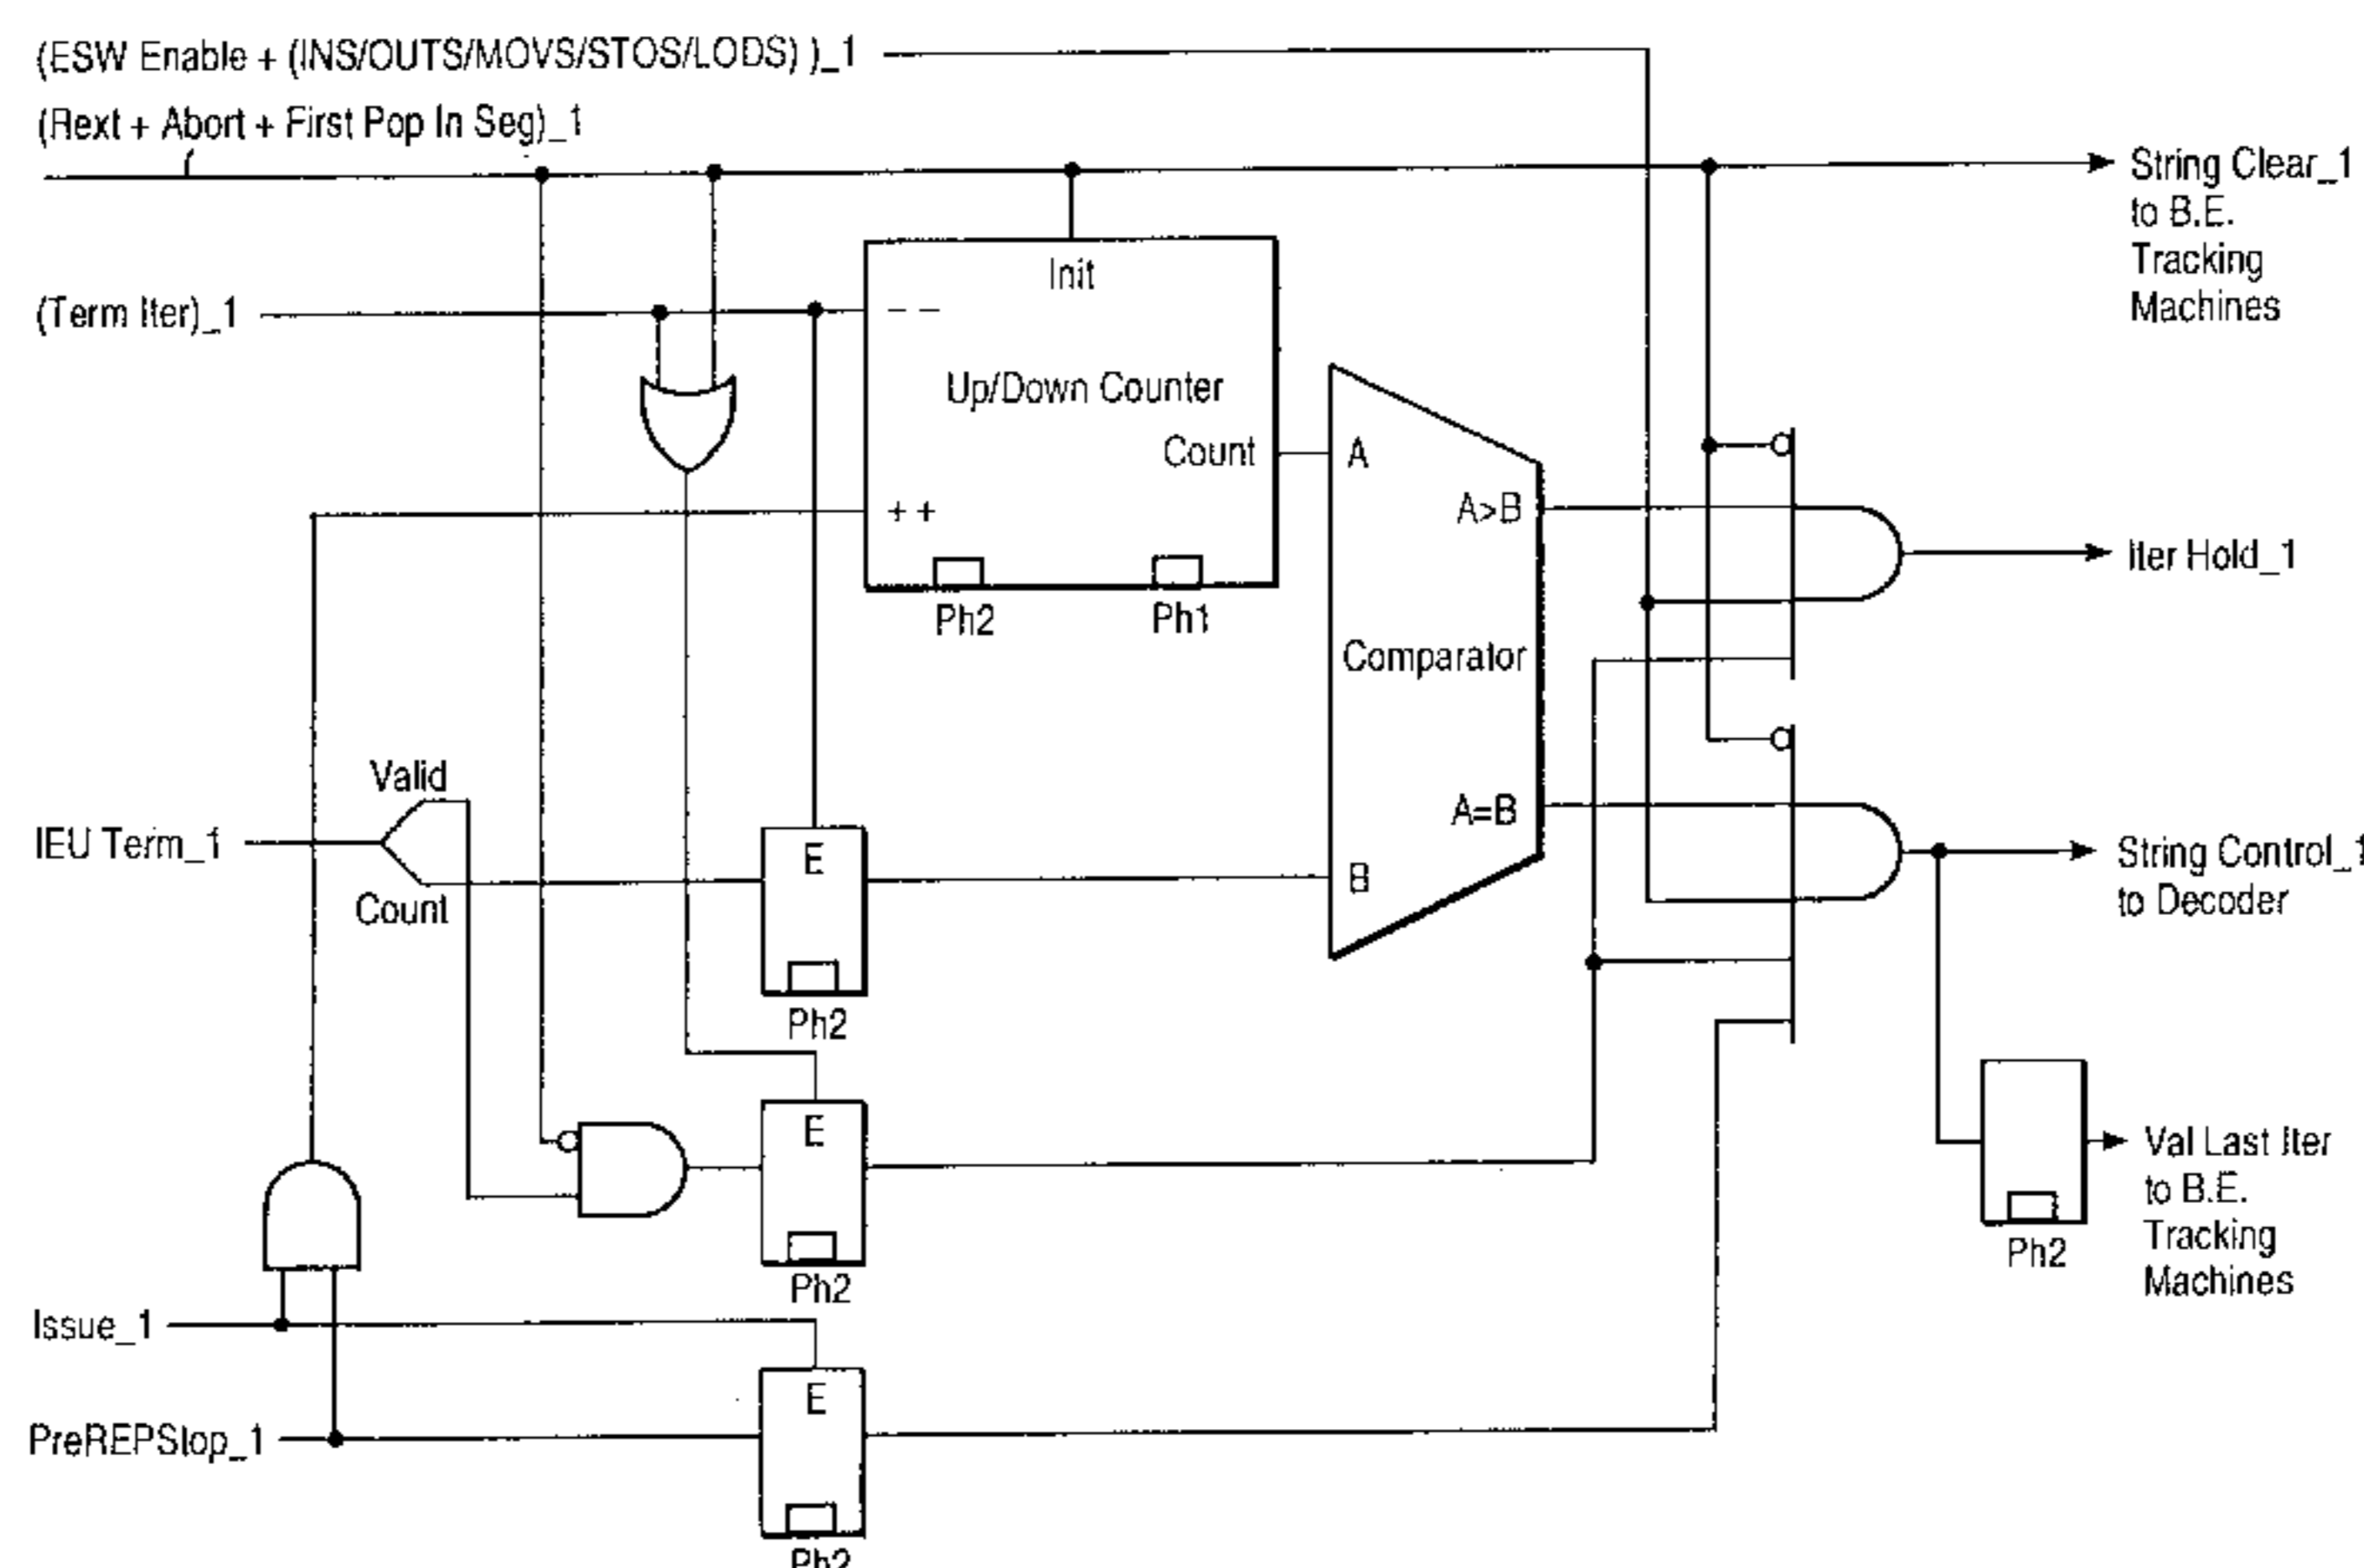 (ESW Enable + (INS/OUTS/MOVS/STOS/LODS) )_1
(Rext + Abort + First Pop In Seg)_1
String Clear_1
to B.E.
Tracking
Machines
Init
(Term Iter)_1
- -
Up/Down Counter
Count
A
A>B
+ +
Iter Hold_1
Ph2
Ph1
Comparator
Valid
A=B
IEU Term_1
E
String Control_1
B
to Decoder
Count
Ph2
E
Val Last Iter
to B.E.
Tracking
Machines
Ph2
Ph2
Issue_1
E
PreREPStop_1
Ph2